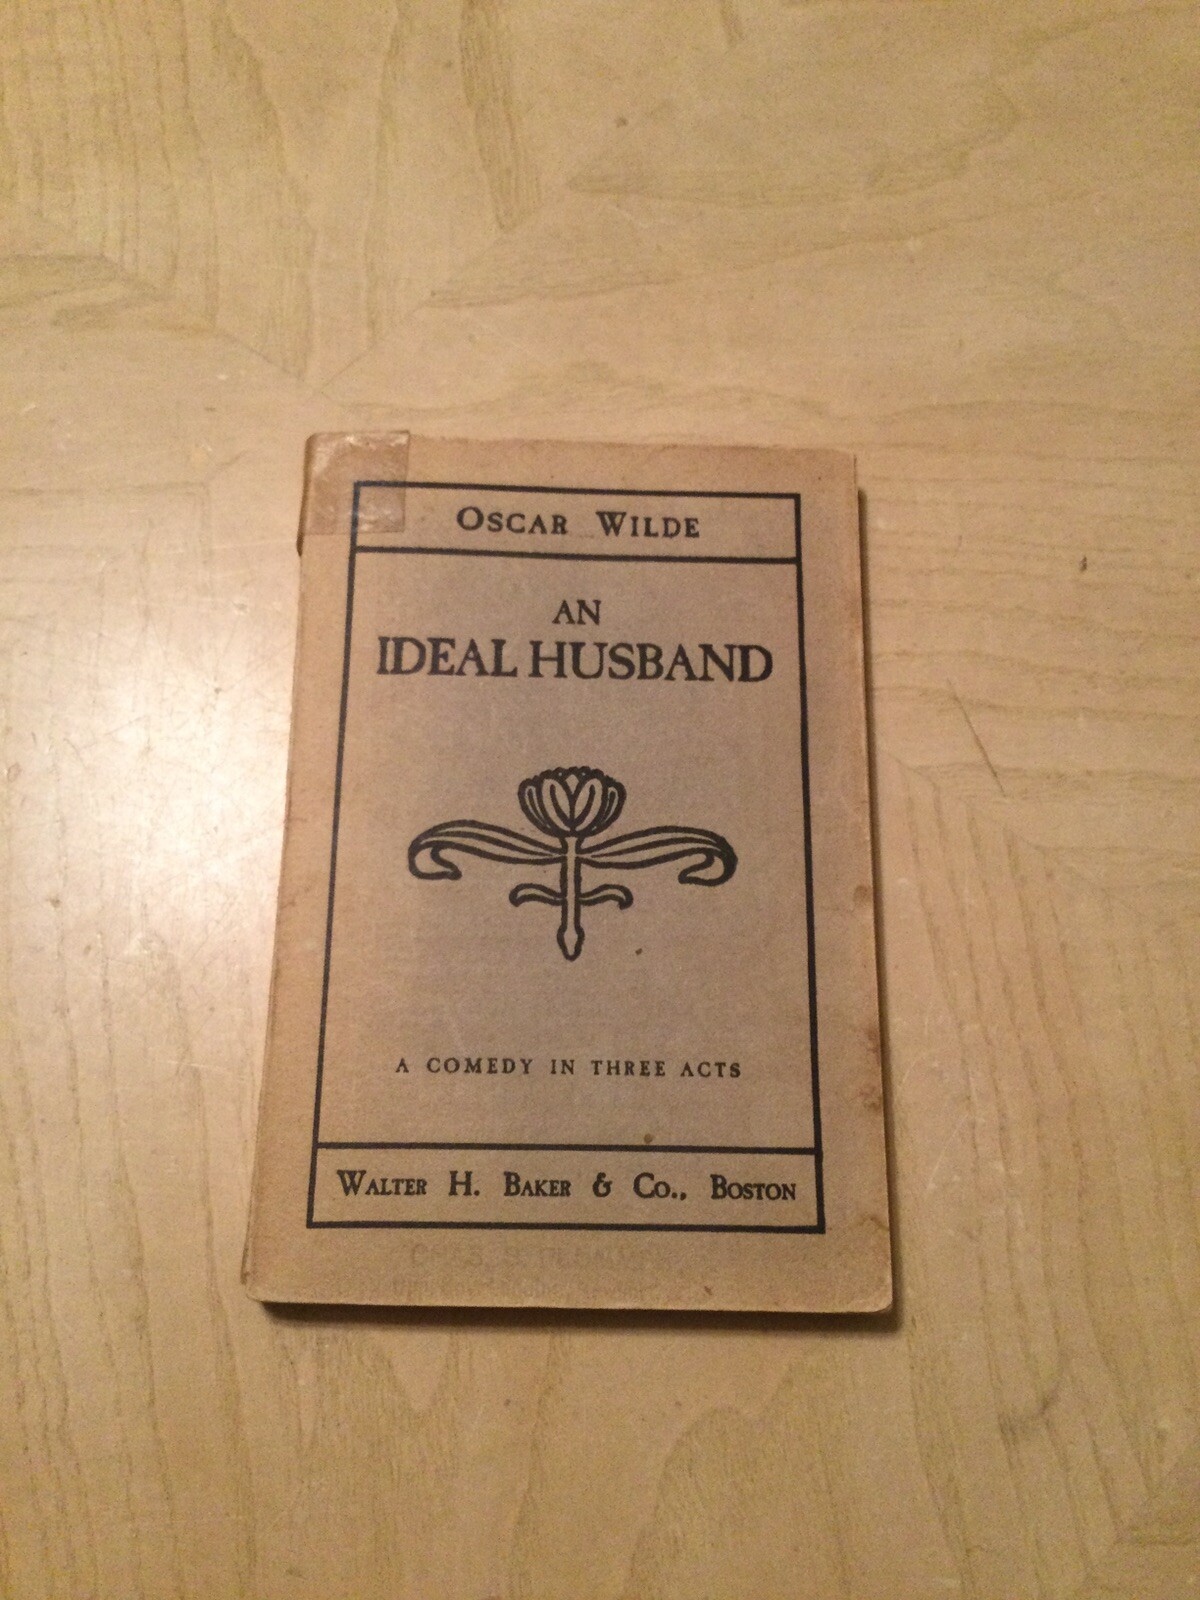 OSCAR WILDE
AN
IDEAL HUSBAND
A COMEDY IN THREE ACTS
WALTER H. BAKER & CO., BOSTON